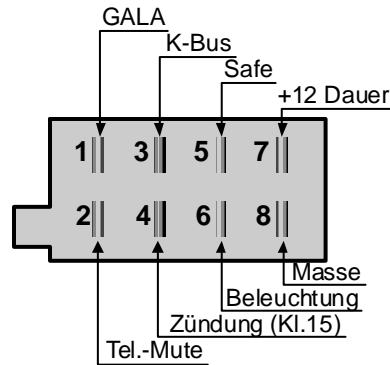 GALA
K-Bus
Safe
+12 Dauer
1 3 5 7
2 4 6 8
Masse
Beleuchtung
Zündung (Kl.15)
Tel.-Mute